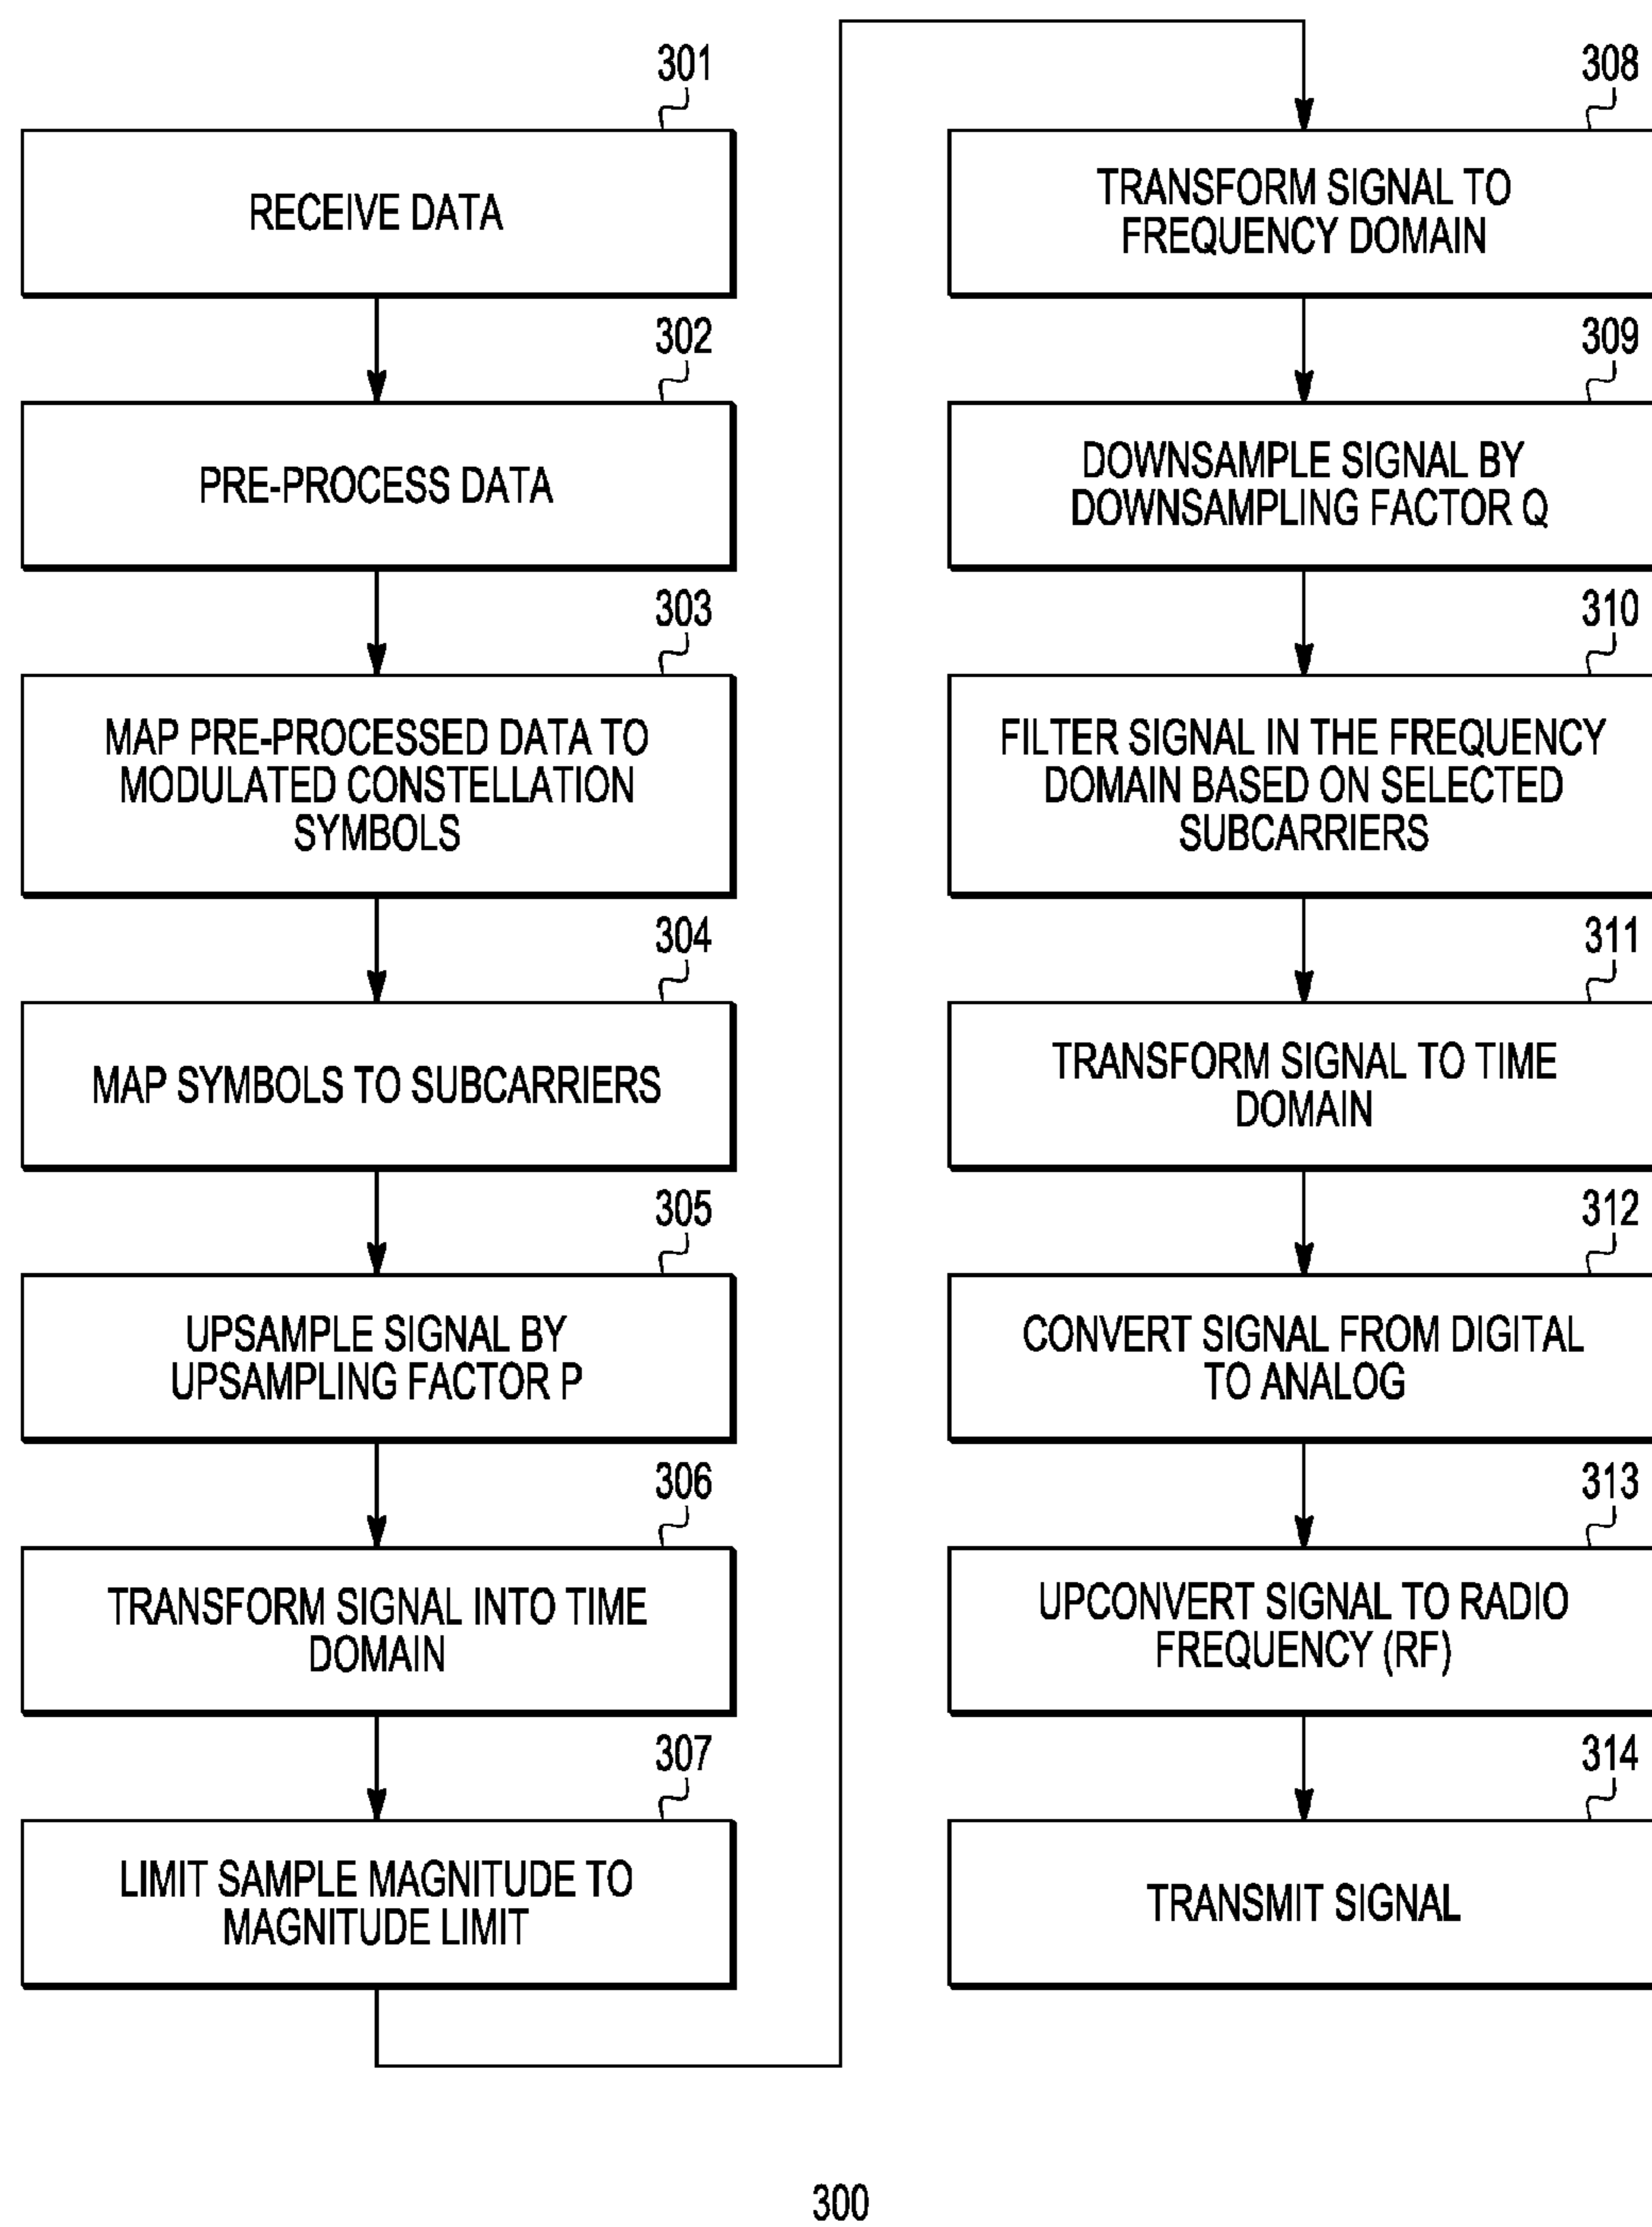 301
RECEIVE DATA
302
PRE-PROCESS DATA
303
MAP PRE-PROCESSED DATA TO
MODULATED CONSTELLATION
SYMBOLS
304
MAP SYMBOLS TO SUBCARRIERS
305
UPSAMPLE SIGNAL BY
UPSAMPLING FACTOR P
306
TRANSFORM SIGNAL INTO TIME
DOMAIN
307
LIMIT SAMPLE MAGNITUDE TO
MAGNITUDE LIMIT
308
TRANSFORM SIGNAL TO
FREQUENCY DOMAIN
309
DOWNSAMPLE SIGNAL BY
DOWNSAMPLING FACTOR Q
310
FILTER SIGNAL IN THE FREQUENCY
DOMAIN BASED ON SELECTED
SUBCARRIERS
311
TRANSFORM SIGNAL TO TIME
DOMAIN
312
CONVERT SIGNAL FROM DIGITAL
TO ANALOG
313
UPCONVERT SIGNAL TO RADIO
FREQUENCY (RF)
314
TRANSMIT SIGNAL
300